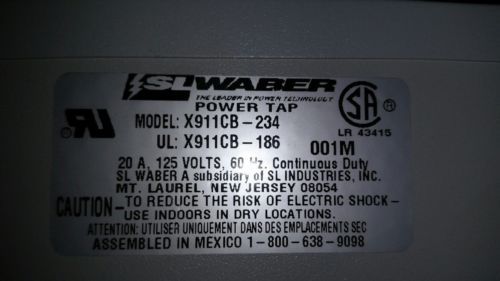 SL WABER
THE LEADER IN POWER TECHNOLOGY
POWER TAP
MODEL: X911CB-234
UL: X911CB-186
001M
LR 43415
20 A, 125 VOLTS, 60 Hz. Continuous Duty
SL WABER A subsidiary of SL INDUSTRIES, INC.
MT. LAUREL, NEW JERSEY 08054
CAUTION-TO REDUCE THE RISK OF ELECTRIC SHOCK-
USE INDOORS IN DRY LOCATIONS.
ATTENTION: UTILISER UNIQUEMENT DANS DES EMPLACEMENTS SEC
ASSEMBLED IN MEXICO 1-800-638-9098